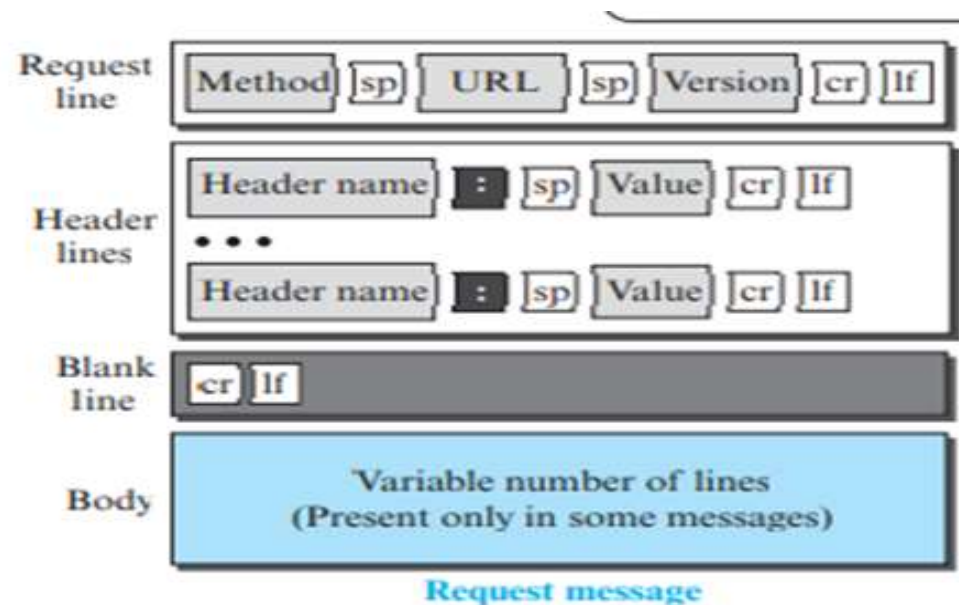 Request
line
Method sp URL sp Version cr lf
Header
lines
Header name : sp Value cr lf
• • •
Header name : sp Value cr lf
Blank
line
cr lf
Body
Variable number of lines
(Present only in some messages)
Request message